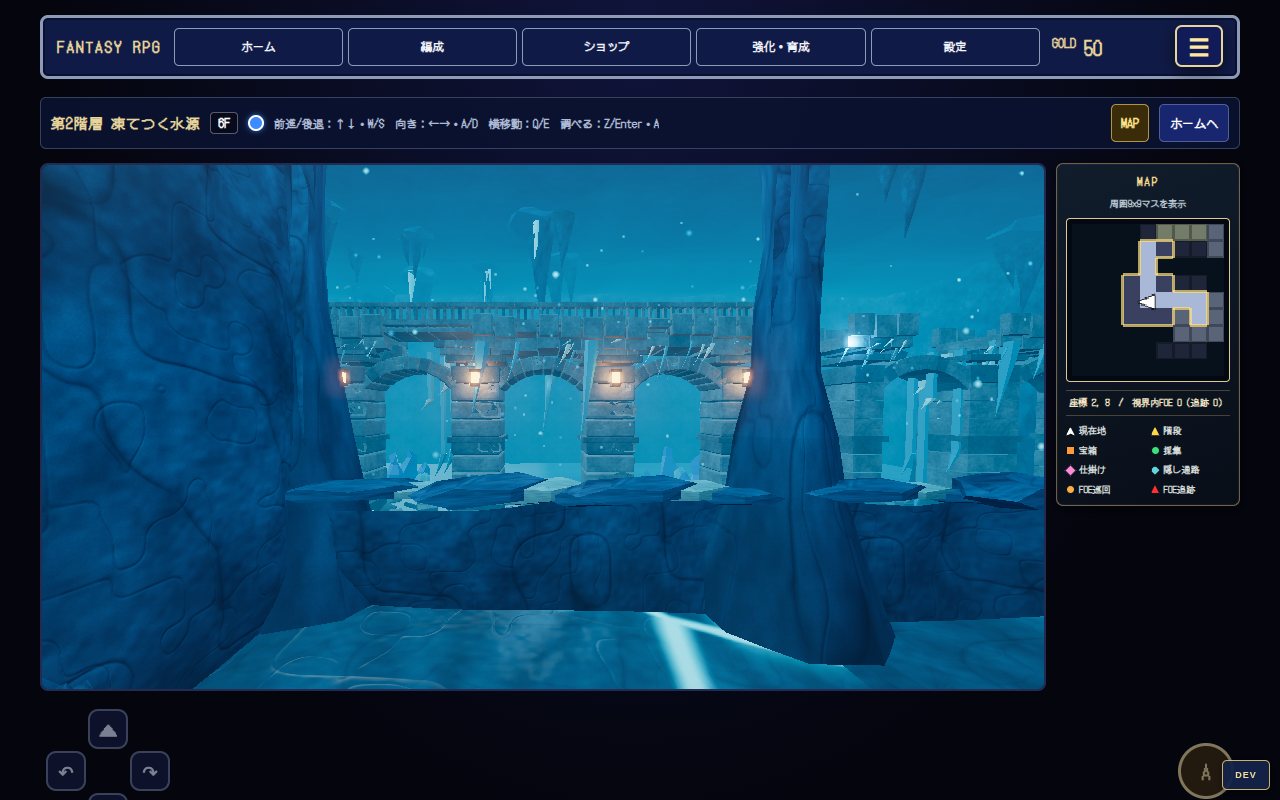 FANTASY RPG
ホーム
編成
ショップ
強化・育成
設定
GOLD 50
第2階層 凍てつく水源
6F
前進/後退：↑↓・W/S 向き：←→・A/D 横移動：Q/E 調べる：Z/Enter・A
MAP
ホームへ
MAP
周囲9x9マスを表示
座標 2, 8 / 視界内FOE 0（追跡 0）
現在地
階段
宝箱
採集
仕掛け
隠し通路
FOE巡回
FOE追跡
A
DEV